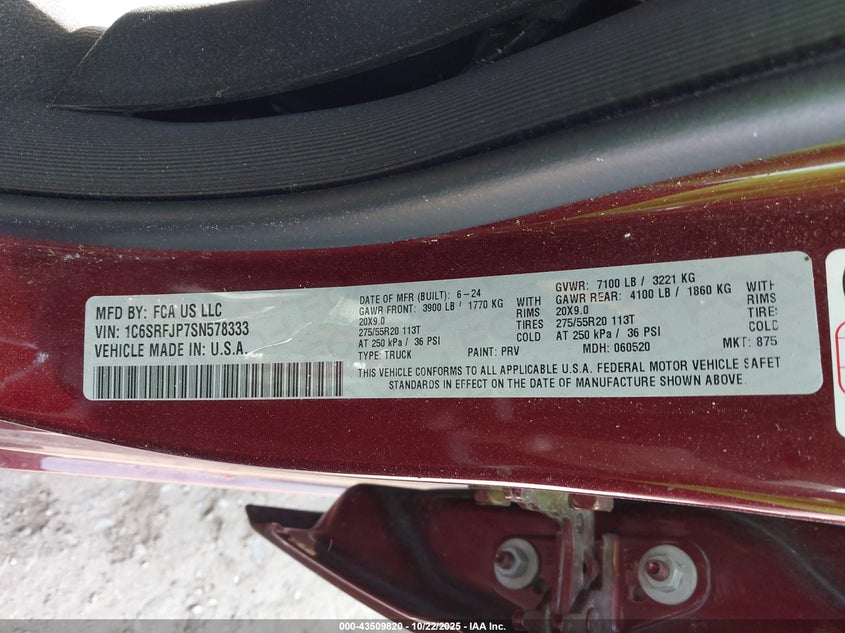 MFD BY: FCA US LLC
VIN: 1C6SRFJP7SN578333
VEHICLE MADE IN: U.S.A.
DATE OF MFR (BUILT): 6-24
GAWR FRONT: 3900 LB / 1770 KG WITH
20X9.0 RIMS
275/55R20 113T TIRES
AT 250 kPa / 36 PSI COLD
TYPE: TRUCK PAINT: PRV
GVWR: 7100 LB / 3221 KG
GAWR REAR: 4100 LB / 1860 KG WITH
20X9.0 RIMS
275/55R20 113T TIRES
AT 250 kPa / 36 PSI COLD
MDH: 060520 MKT: 875
THIS VEHICLE CONFORMS TO ALL APPLICABLE U.S.A. FEDERAL MOTOR VEHICLE SAFET
STANDARDS IN EFFECT ON THE DATE OF MANUFACTURE SHOWN ABOVE.
000-43509820 - 10/22/2025 - IAA Inc.